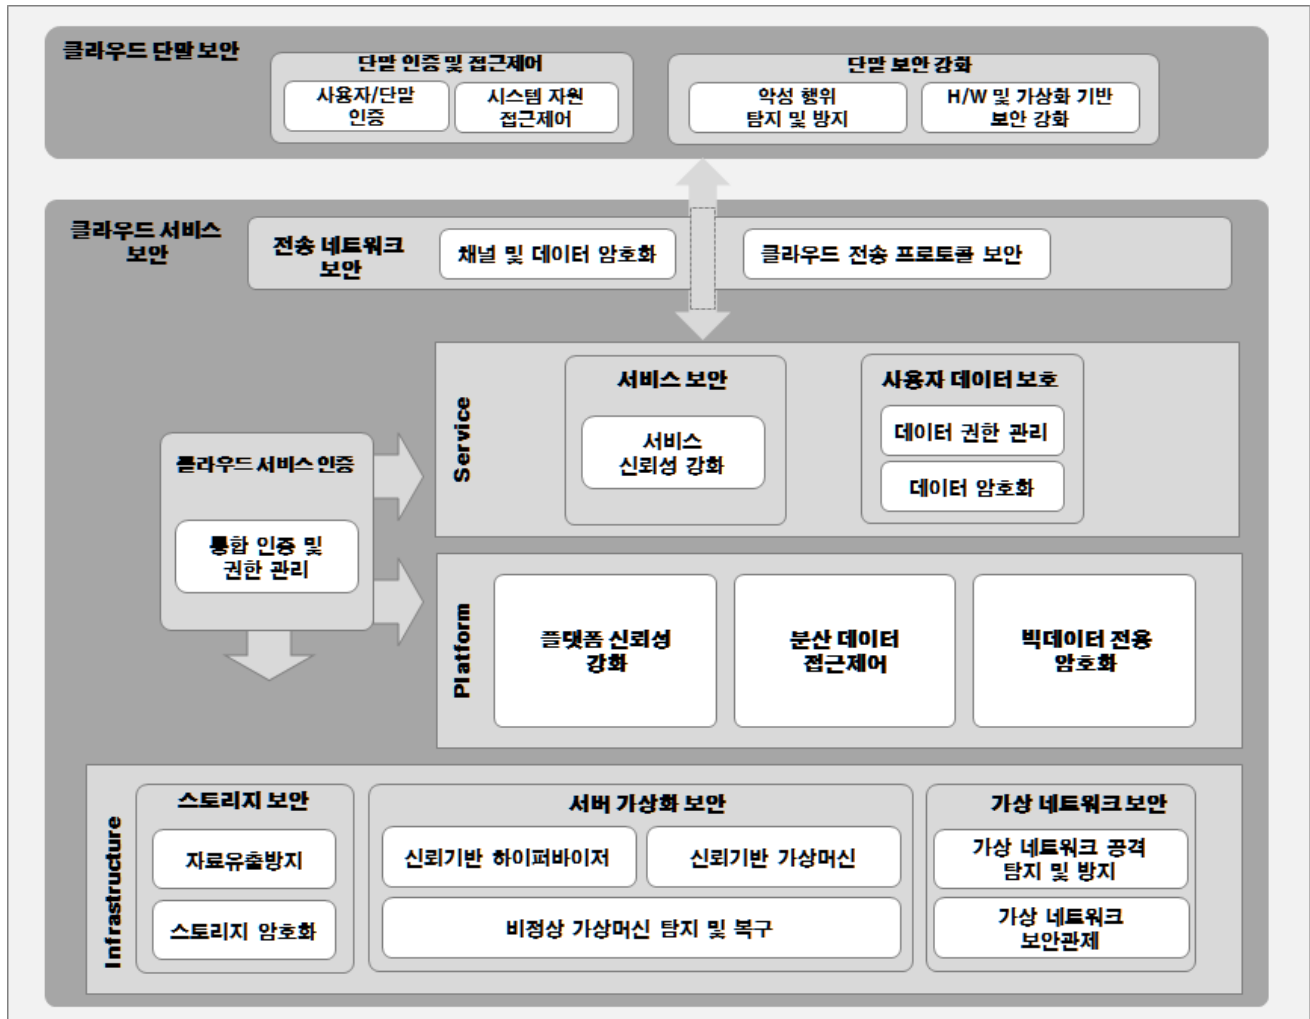 클라우드 단말 보안
단말 인증 및 접근제어
사용자/단말
인증
시스템 자원
접근제어
단말 보안 강화
악성 행위
탐지 및 방지
H/W 및 가상화 기반
보안 강화
클라우드 서비스
보안
전송 네트워크
보안
채널 및 데이터 암호화
클라우드 전송 프로토콜 보안
클라우드 서비스 인증
통합 인증 및
권한 관리
Service
서비스 보안
서비스
신뢰성 강화
사용자 데이터 보호
데이터 권한 관리
데이터 암호화
Platform
플랫폼 신뢰성
강화
분산 데이터
접근제어
빅데이터 전용
암호화
Infrastructure
스토리지 보안
자료유출방지
스토리지 암호화
서버 가상화 보안
신뢰기반 하이퍼바이저
신뢰기반 가상머신
비정상 가상머신 탐지 및 복구
가상 네트워크 보안
가상 네트워크 공격
탐지 및 방지
가상 네트워크
보안관제